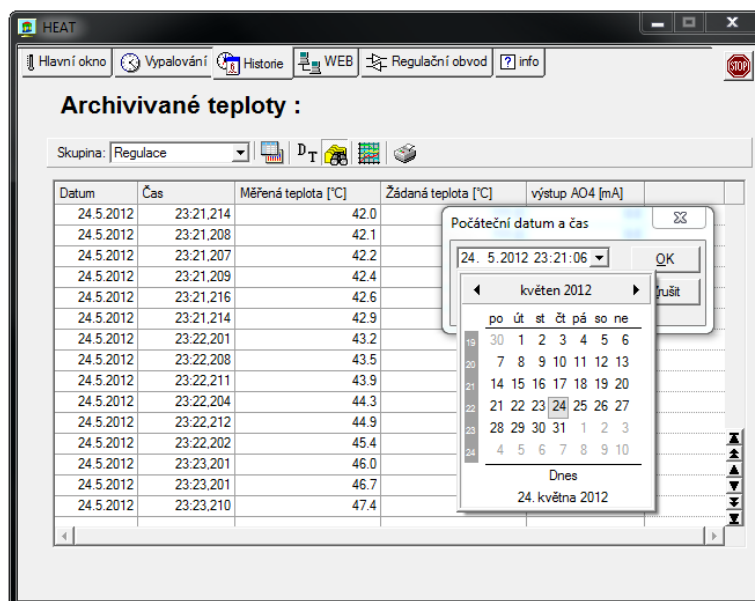 HEAT
Hlavní okno Vypalování Historie WEB Regulační obvod ? info STOP
Archivivané teploty :
Skupina: Regulace DT
Datum Čas Měřená teplota [°C] Žádaná teplota [°C] výstup AO4 [mA]
24.5.2012 23:21,214 42.0
24.5.2012 23:21,208 42.1
24.5.2012 23:21,207 42.2
24.5.2012 23:21,209 42.4
24.5.2012 23:21,216 42.6
24.5.2012 23:21,214 42.9
24.5.2012 23:22,201 43.2
24.5.2012 23:22,208 43.5
24.5.2012 23:22,211 43.9
24.5.2012 23:22,204 44.3
24.5.2012 23:22,212 44.9
24.5.2012 23:22,202 45.4
24.5.2012 23:23,201 46.0
24.5.2012 23:23,201 46.7
24.5.2012 23:23,210 47.4
Počáteční datum a čas
24. 5.2012 23:21:06 OK
rušit
květen 2012
po út st čt pá so ne
19 30 1 2 3 4 5 6
20 7 8 9 10 11 12 13
21 14 15 16 17 18 19 20
22 21 22 23 24 25 26 27
23 28 29 30 31 1 2 3
24 4 5 6 7 8 9 10
Dnes
24. května 2012